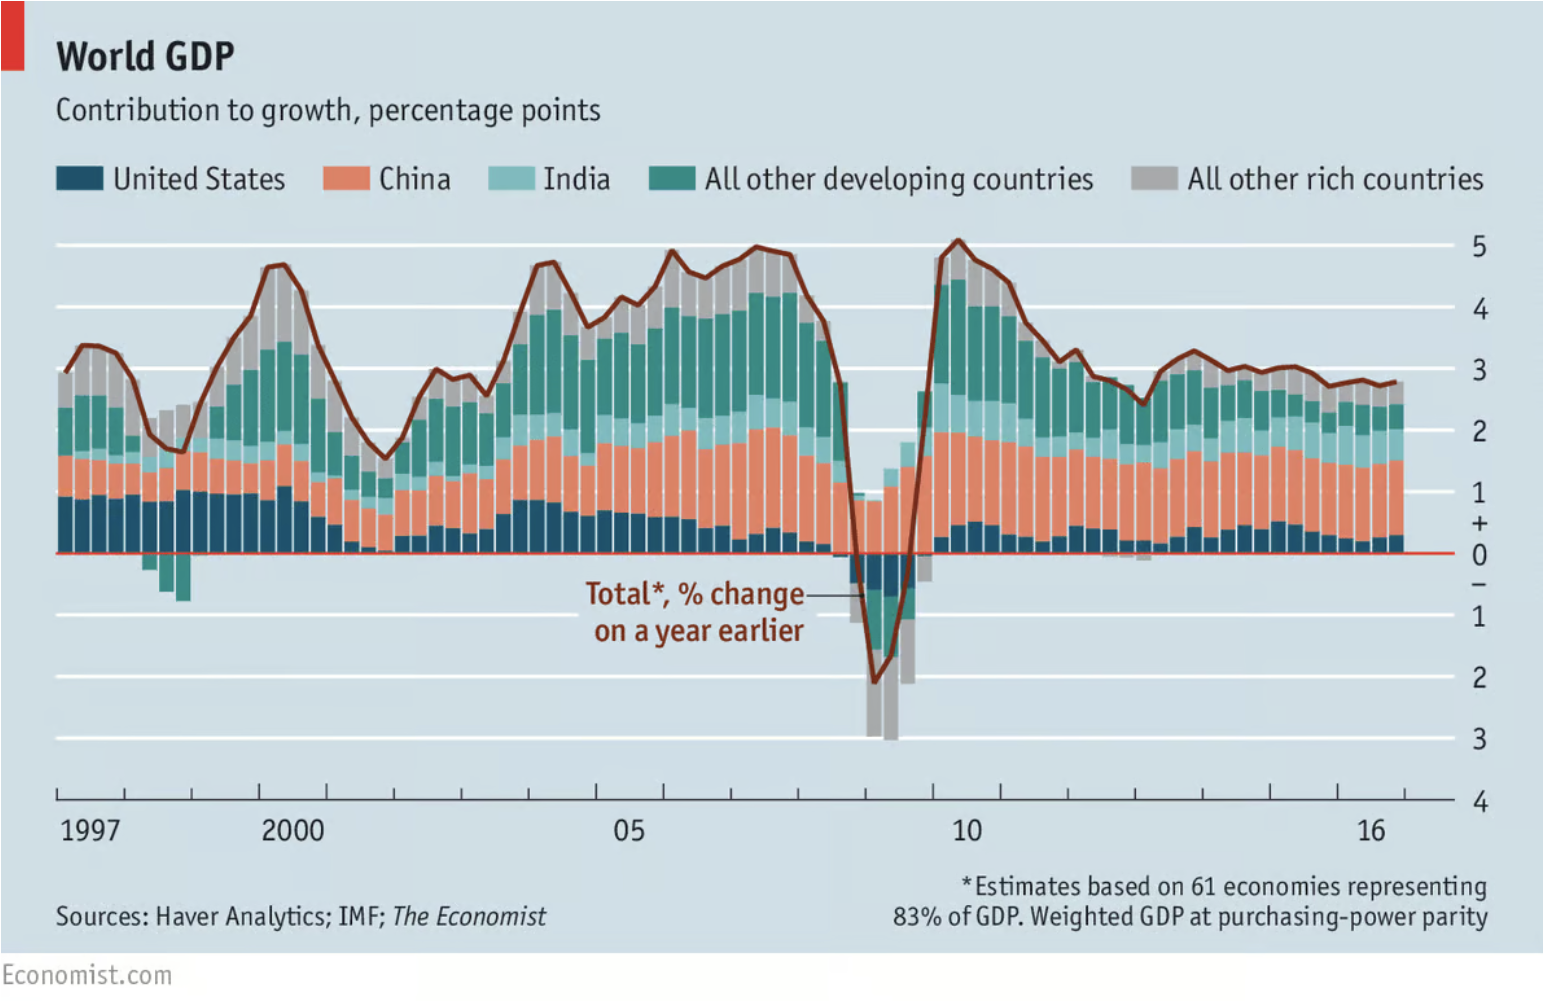 World GDP
Contribution to growth, percentage points
United States China India All other developing countries All other rich countries
5
4
3
2
1
+
0
–
1
2
3
4
Total*, % change
on a year earlier
1997 2000 05 10 16
*Estimates based on 61 economies representing
83% of GDP. Weighted GDP at purchasing-power parity
Sources: Haver Analytics; IMF; The Economist
Economist.com